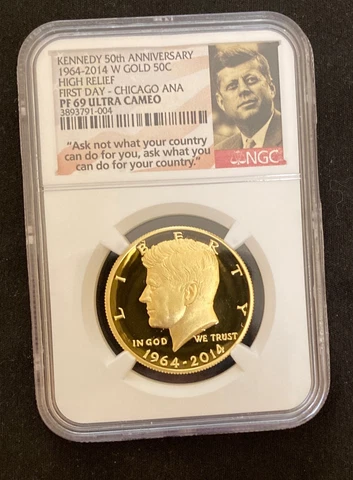 KENNEDY 50th ANNIVERSARY
1964-2014 W GOLD 50C
HIGH RELIEF
FIRST DAY - CHICAGO ANA
PF 69 ULTRA CAMEO
3893791-004
NGC
"Ask not what your country
can do for you, ask what you
can do for your country."
LIBERTY
IN GOD WE TRUST
1964-2014